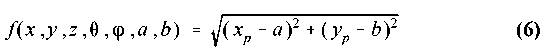 f(x,y,z,θ,φ,a,b) = √((x_p − a)² + (y_p − b)²) (6)